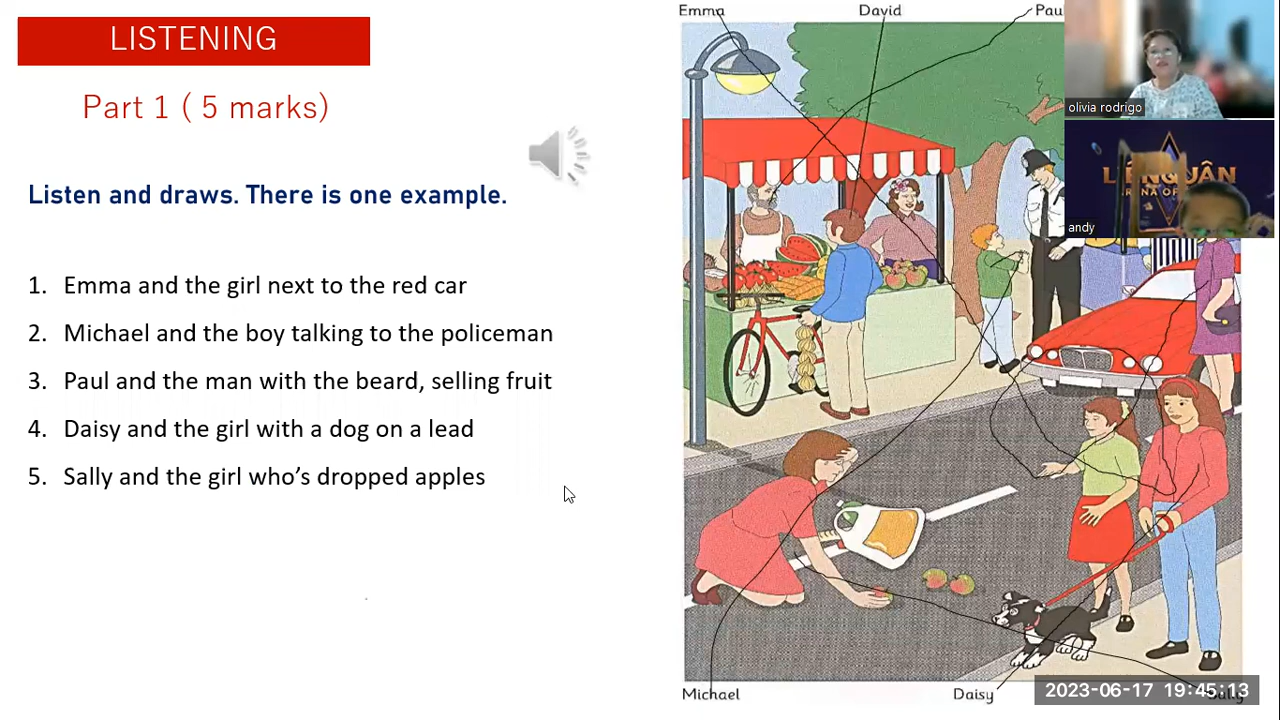 LISTENING
Part 1 ( 5 marks)
Listen and draws. There is one example.
1. Emma and the girl next to the red car
2. Michael and the boy talking to the policeman
3. Paul and the man with the beard, selling fruit
4. Daisy and the girl with a dog on a lead
5. Sally and the girl who’s dropped apples
Emma David Pau
olivia rodrigo
andy
Michael Daisy
2023-06-17 19:45:13